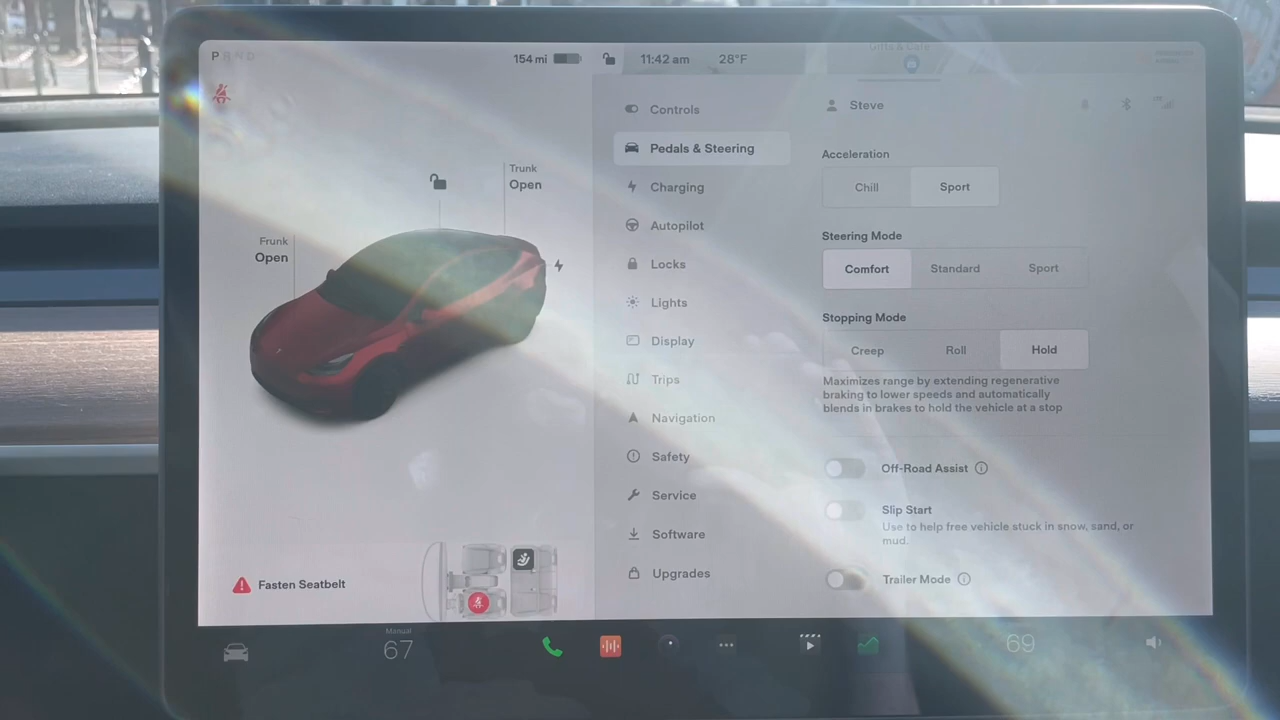 P R N D
154 mi
11:42 am
28°F
Gifts & Cafe
Trunk
Open
Frunk
Open
Controls
Pedals & Steering
Charging
Autopilot
Locks
Lights
Display
Trips
Navigation
Safety
Service
Software
Upgrades
Steve
Acceleration
Chill
Sport
Steering Mode
Comfort
Standard
Sport
Stopping Mode
Creep
Roll
Hold
Maximizes range by extending regenerative
braking to lower speeds and automatically
blends in brakes to hold the vehicle at a stop
Off-Road Assist
Slip Start
Use to help free vehicle stuck in snow, sand, or
mud.
Trailer Mode
Fasten Seatbelt
Manual
67
69